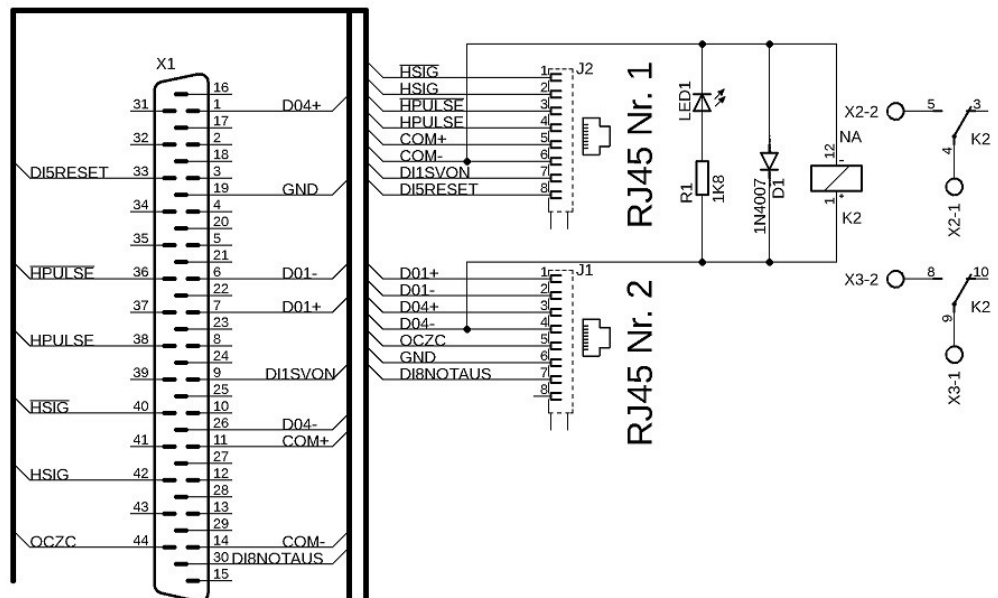 X1
16
31
1
D04+
17
32
2
18
DI5RESET
33
3
19
GND
34
4
20
35
5
21
HPULSE
36
6
D01-
22
37
7
D01+
23
HPULSE
38
8
24
39
9
DI1SVON
25
HSIG
40
10
26
D04-
41
11
COM+
27
HSIG
42
12
28
43
13
29
OCZC
44
14
COM-
30
DI8NOTAUS
15
HSIG 1
HSIG 2
HPULSE 3
HPULSE 4
COM+ 5
COM- 6
DI1SVON 7
DI5RESET 8
J2
RJ45 Nr. 1
D01+ 1
D01- 2
D04+ 3
D04- 4
OCZC 5
GND 6
DI8NOTAUS 7
8
J1
RJ45 Nr. 2
LED1
R1
1K8
1N4007
D1
NA
12
-
1
+
K2
X2-2
5
3
4
K2
X2-1
X3-2
8
10
9
K2
X3-1